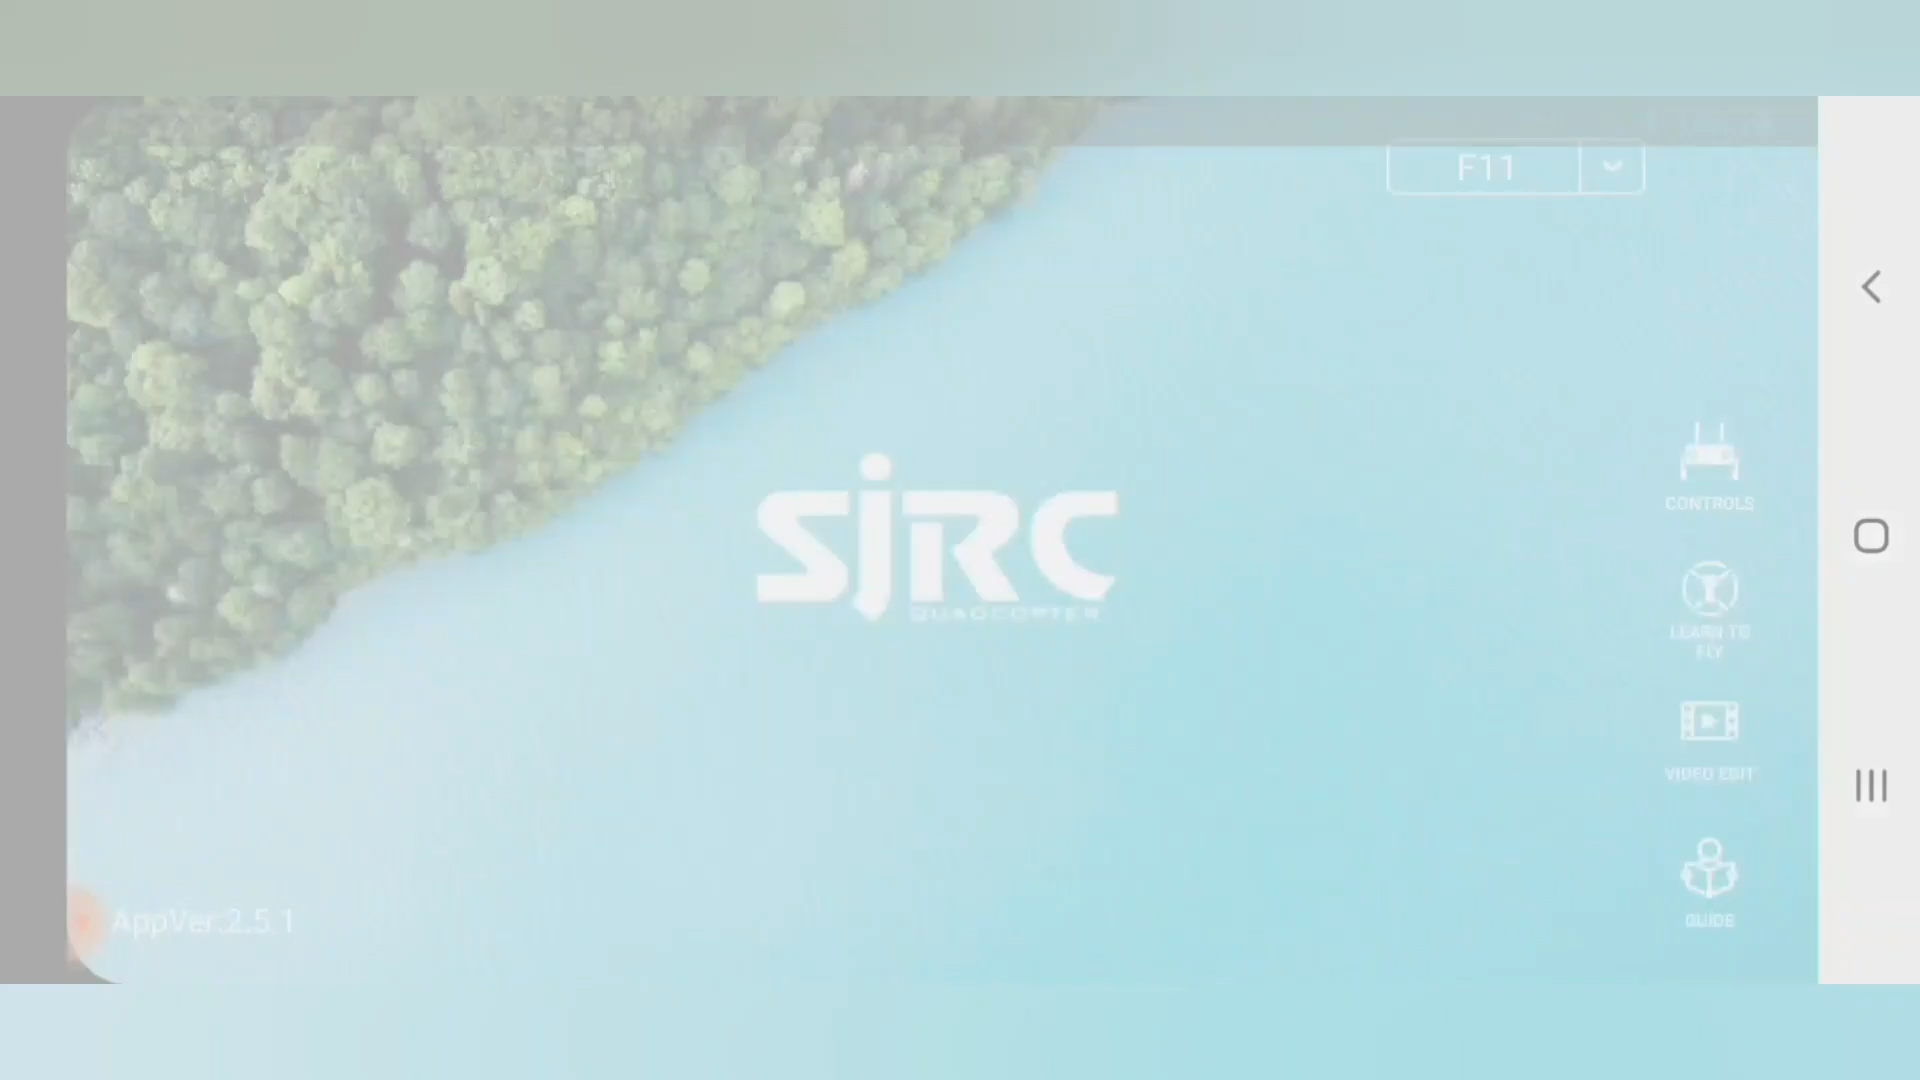 F11
SJRC
QUADCOPTER
CONTROLS
LEARN TO
FLY
VIDEO EDIT
GUIDE
AppVer:2.5.1